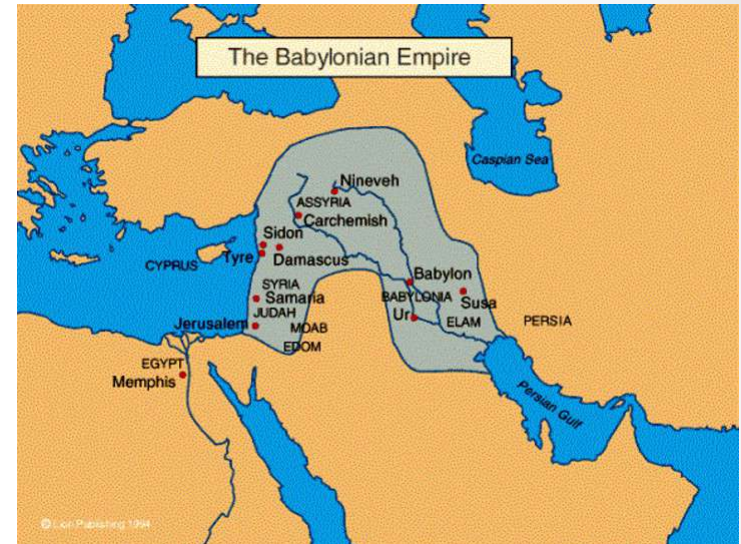 The Babylonian Empire
Caspian Sea
Nineveh
ASSYRIA
Carchemish
Sidon
Tyre
Damascus
CYPRUS
SYRIA
Samaria
JUDAH
Jerusalem
MOAB
EDOM
Babylon
BABYLONIA
Susa
Ur
ELAM
PERSIA
EGYPT
Memphis
Persian Gulf
© Lion Publishing 1994